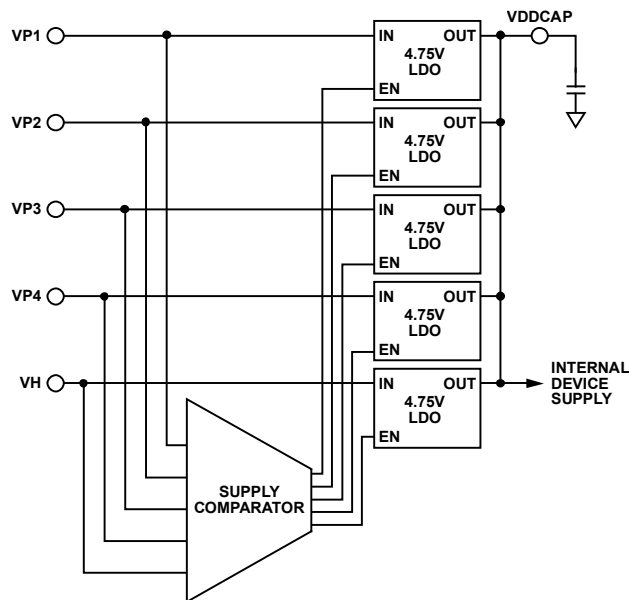 VP1
VP2
VP3
VP4
VH
IN OUT
4.75V
LDO
EN
IN OUT
4.75V
LDO
EN
IN OUT
4.75V
LDO
EN
IN OUT
4.75V
LDO
EN
IN OUT
4.75V
LDO
EN
VDDCAP
INTERNAL
DEVICE
SUPPLY
SUPPLY
COMPARATOR